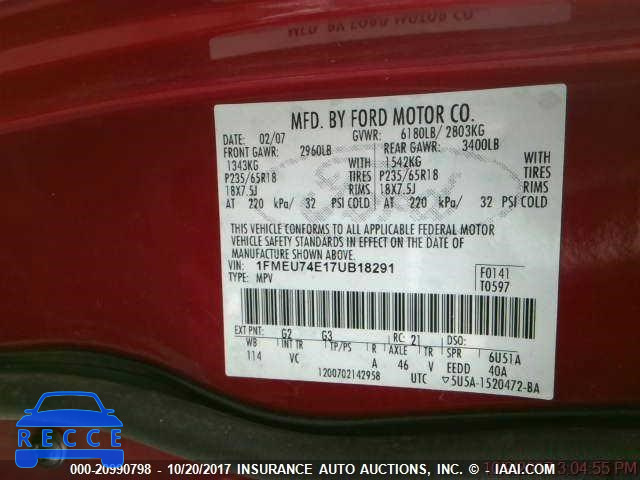 MFD. BY FORD MOTOR CO.
DATE 02/07 GVWR: 6180LB/ 2803KG
FRONT GAWR: 2960LB REAR GAWR: 3400LB
1343KG WITH 1542KG WITH
P235/65R18 TIRES P235/65R18 TIRES
18X7.5J RIMS 18X7.5J RIMS
AT 220 kPa/ 32 PSI COLD AT 220 kPa/ 32 PSI COLD
THIS VEHICLE CONFORMS TO ALL APPLICABLE FEDERAL MOTOR
VEHICLE SAFETY STANDARDS IN EFFECT ON THE DATE OF
MANUFACTURE SHOWN ABOVE.
VIN: 1FMEU74E17UB18291
TYPE: MPV
F0141
T0597
EXT PNT: G2 G3 RC: 21 DSO:
WB INT TR TP/PS R AXLE TR SPR 6U51A
114 VC A 46 V EEDD 40A
1200702142958 UTC ▽5U5A-1520472-BA
RECCE
000-20990798 - 10/20/2017 INSURANCE AUTO AUCTIONS, INC. © IAAI.COM
3:04:55 PM